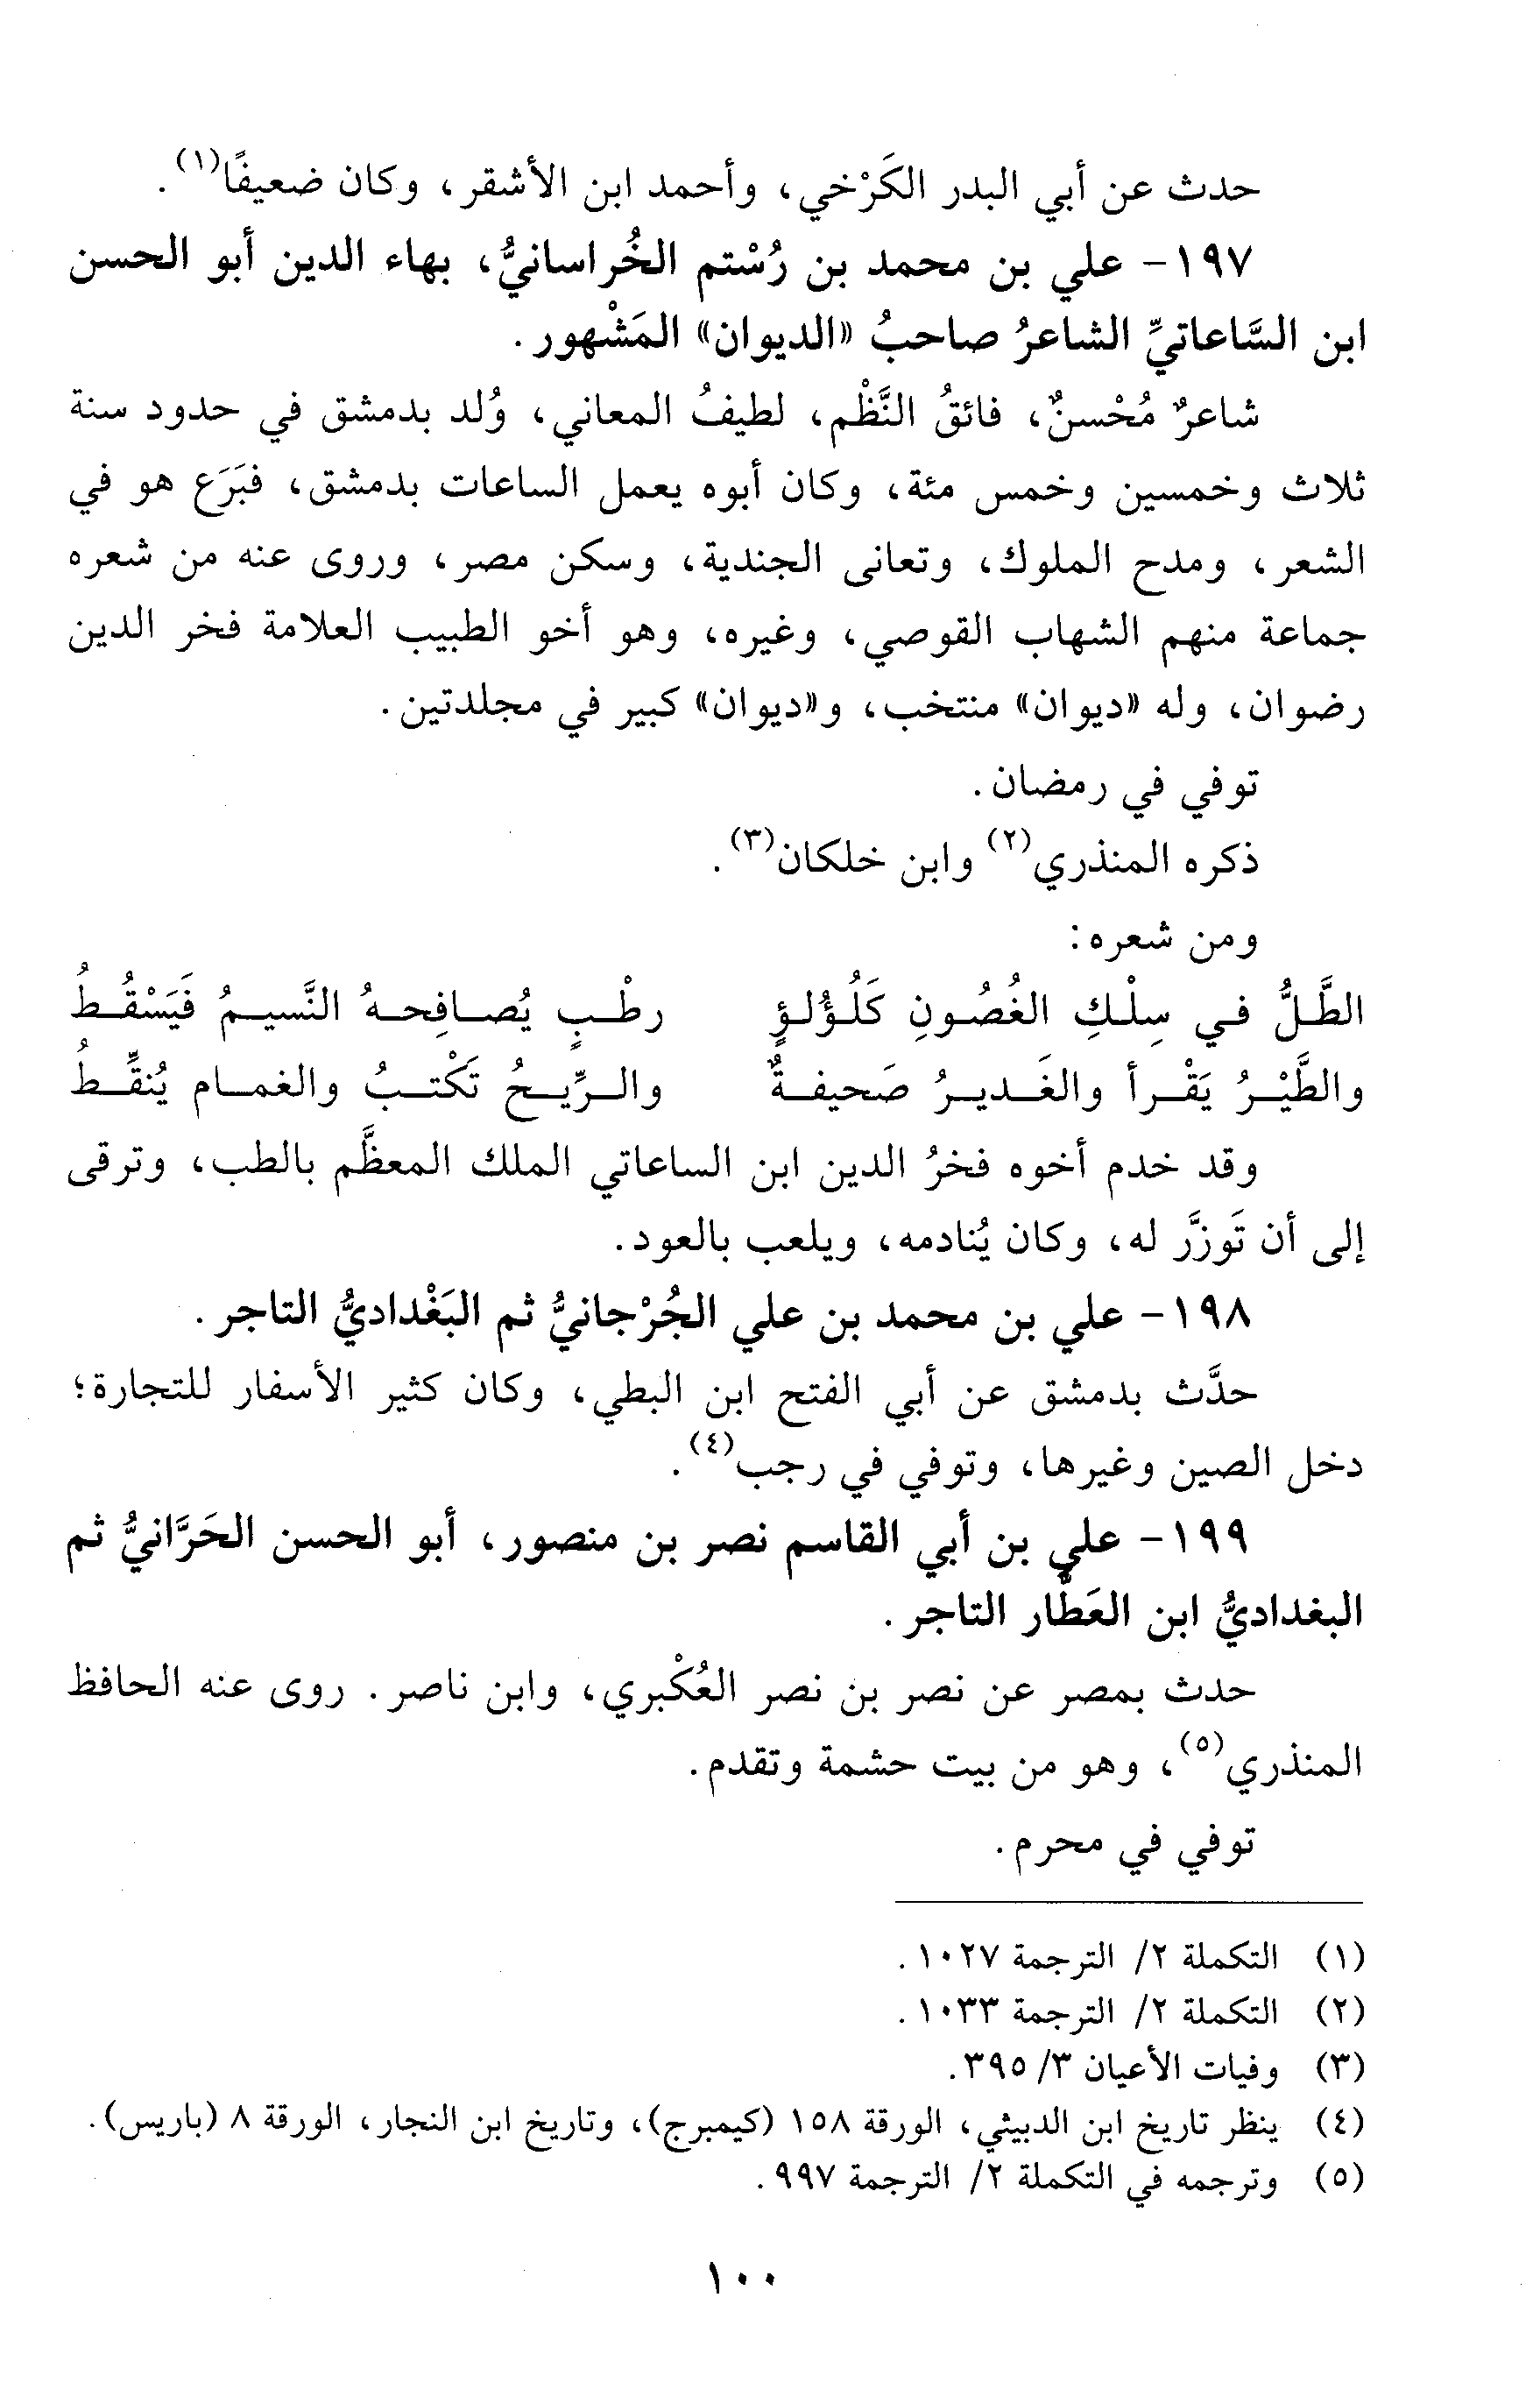 حدث عن أبي البدر الكَرْخي، وأحمد ابن الأشقر، وكان ضعيفًا(١).
١٩٧- علي بن محمد بن رُسْتم الخُراسانيُّ، بهاء الدين أبو الحسن
ابن السَّاعاتيِّ الشاعرُ صاحبُ «الديوان» المَشْهور.
شاعرٌ مُحْسنٌ، فائقُ النَّظْم، لطيفُ المعاني، وُلد بدمشق في حدود سنة
ثلاث وخمسين وخمس مئة، وكان أبوه يعمل الساعات بدمشق، فبَرَع هو في
الشعر، ومدح الملوك، وتعانى الجندية، وسكن مصر، وروى عنه من شعره
جماعة منهم الشهاب القوصي، وغيره، وهو أخو الطبيب العلامة فخر الدين
رضوان، وله «ديوان» منتخب، و«ديوان» كبير في مجلدتين.
توفي في رمضان.
ذكره المنذري(٢) وابن خلكان(٣).
ومن شعره:
الطَّلُّ في سِلْكِ الغُصُونِ كَلُؤلؤٍ رطْبٍ يُصافِحهُ النَّسيمُ فَيَسْقُطُ
والطَّيْرُ يَقْرأ والغَديرُ صَحيفةٌ والرِّيحُ تَكْتبُ والغمام يُنقِّطُ
وقد خدم أخوه فخرُ الدين ابن الساعاتي الملك المعظَّم بالطب، وترقى
إلى أن تَوزَّر له، وكان يُنادمه، ويلعب بالعود.
١٩٨- علي بن محمد بن علي الجُرْجانيُّ ثم البَغْداديُّ التاجر.
حدَّث بدمشق عن أبي الفتح ابن البطي، وكان كثير الأسفار للتجارة؛
دخل الصين وغيرها، وتوفي في رجب(٤).
١٩٩- علي بن أبي القاسم نصر بن منصور، أبو الحسن الحَرَّانيُّ ثم
البغداديُّ ابن العَطَّار التاجر.
حدث بمصر عن نصر بن نصر العُكْبري، وابن ناصر. روى عنه الحافظ
المنذري(٥)، وهو من بيت حشمة وتقدم.
توفي في محرم.
(١) التكملة ٢/ الترجمة ١٠٢٧.
(٢) التكملة ٢/ الترجمة ١٠٣٣.
(٣) وفيات الأعيان ٣/ ٣٩٥.
(٤) ينظر تاريخ ابن الدبيثي، الورقة ١٥٨ (كيمبرج)، وتاريخ ابن النجار، الورقة ٨ (باريس).
(٥) وترجمه في التكملة ٢/ الترجمة ٩٩٧.
١٠٠